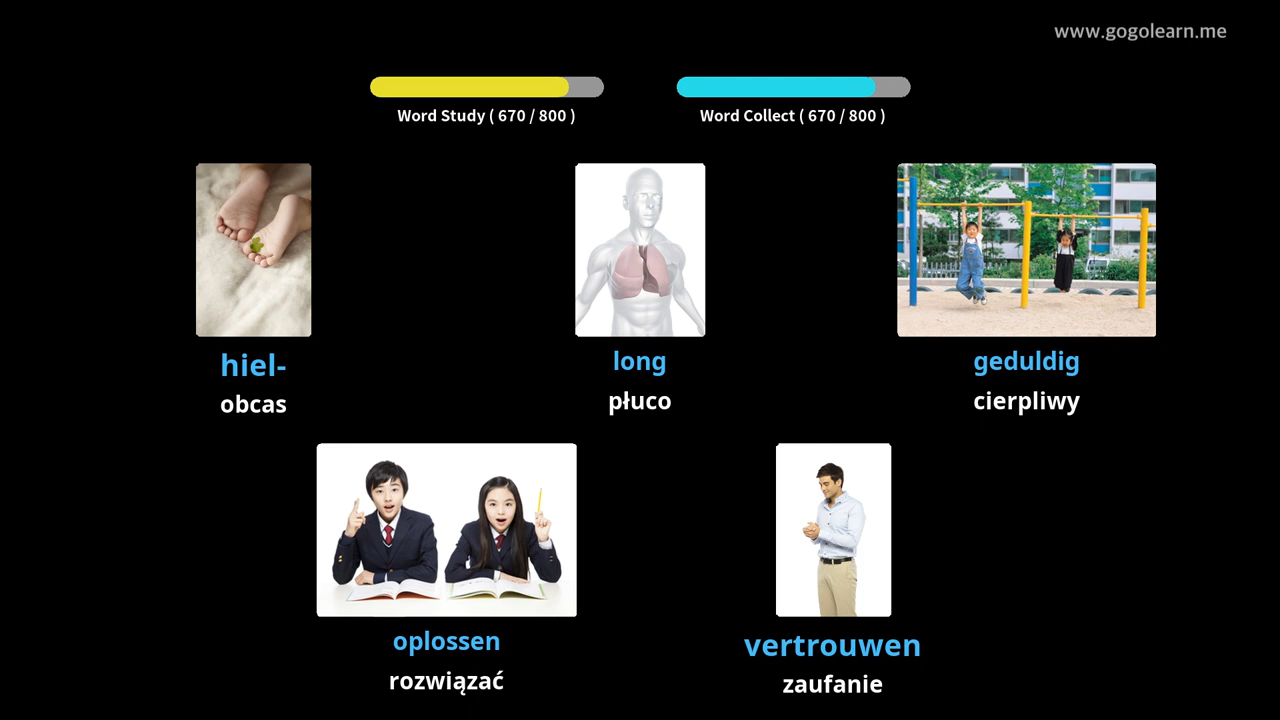 www.gogolearn.me
Word Study ( 670 / 800 )
Word Collect ( 670 / 800 )
hiel-
obcas
long
płuco
geduldig
cierpliwy
oplossen
rozwiązać
vertrouwen
zaufanie